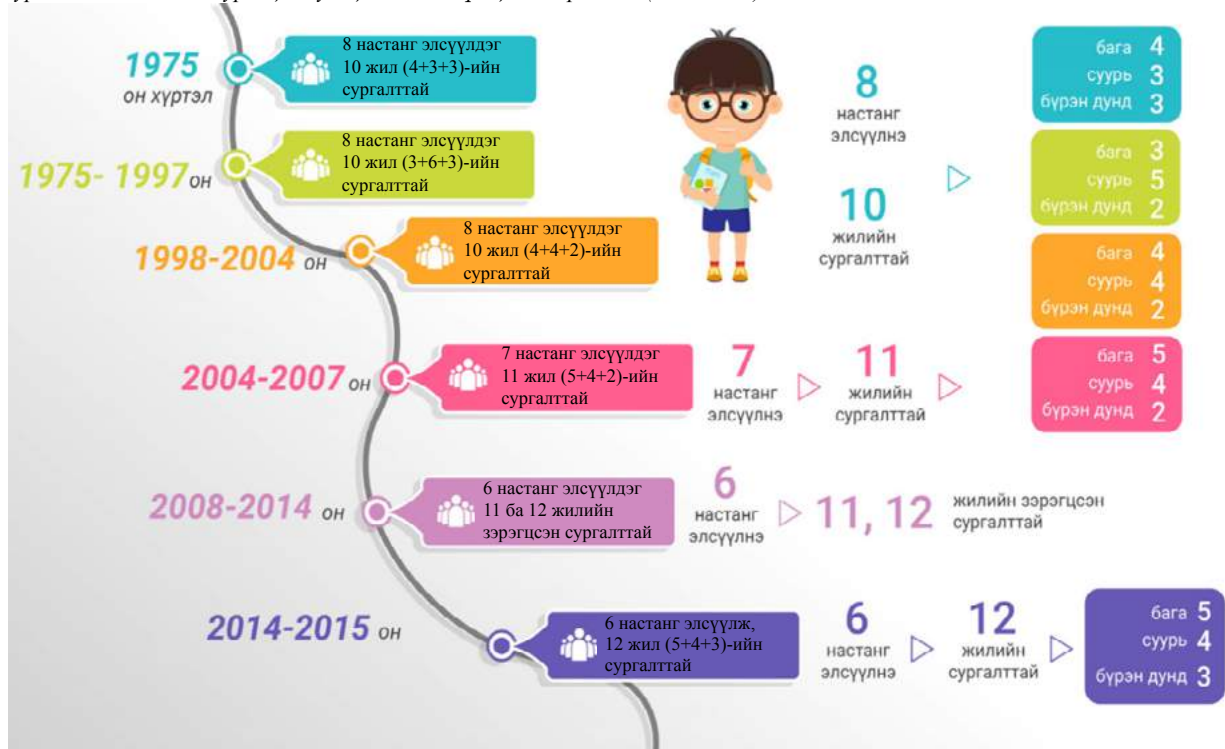 1975
он хүртэл
8 настанг элсүүлдэг
10 жил (4+3+3)-ийн
сургалттай
8
настанг
элсүүлнэ
10
жилийн
сургалттай
бага 4
суурь 3
бүрэн дунд 3
1975- 1997 он
8 настанг элсүүлдэг
10 жил (3+6+3)-ийн
сургалттай
бага 3
суурь 5
бүрэн дунд 2
1998-2004 он
8 настанг элсүүлдэг
10 жил (4+4+2)-ийн
сургалттай
бага 4
суурь 4
бүрэн дунд 2
2004-2007 он
7 настанг элсүүлдэг
11 жил (5+4+2)-ийн
сургалттай
7
настанг
элсүүлнэ
11
жилийн
сургалттай
бага 5
суурь 4
бүрэн дунд 2
2008-2014 он
6 настанг элсүүлдэг
11 ба 12 жилийн
зэрэгцсэн сургалттай
6
настанг
элсүүлнэ
11, 12
жилийн зэрэгцсэн
сургалттай
2014-2015 он
6 настанг элсүүлж,
12 жил (5+4+3)-ийн
сургалттай
6
настанг
элсүүлнэ
12
жилийн
сургалттай
бага 5
суурь 4
бүрэн дунд 3